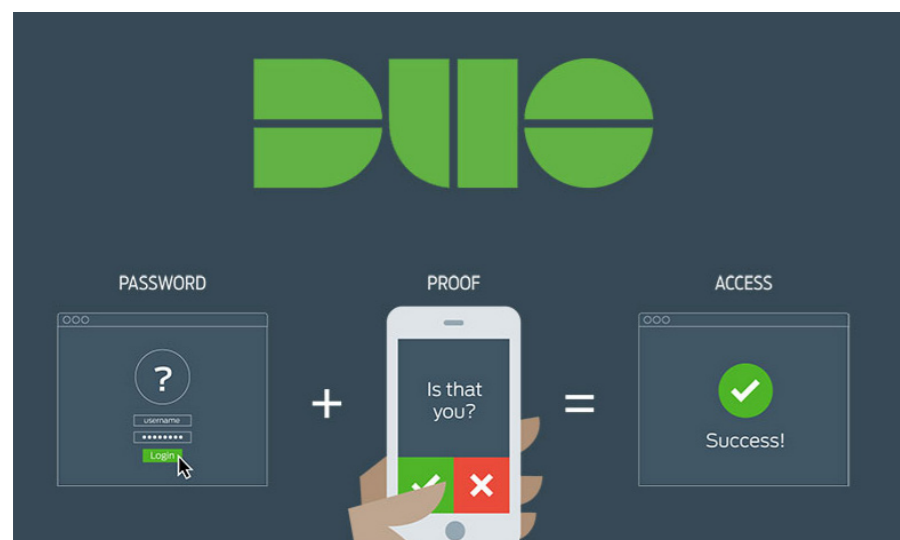 DUO
PASSWORD
PROOF
ACCESS
?
username
Login
Is that
you?
Success!
+
=